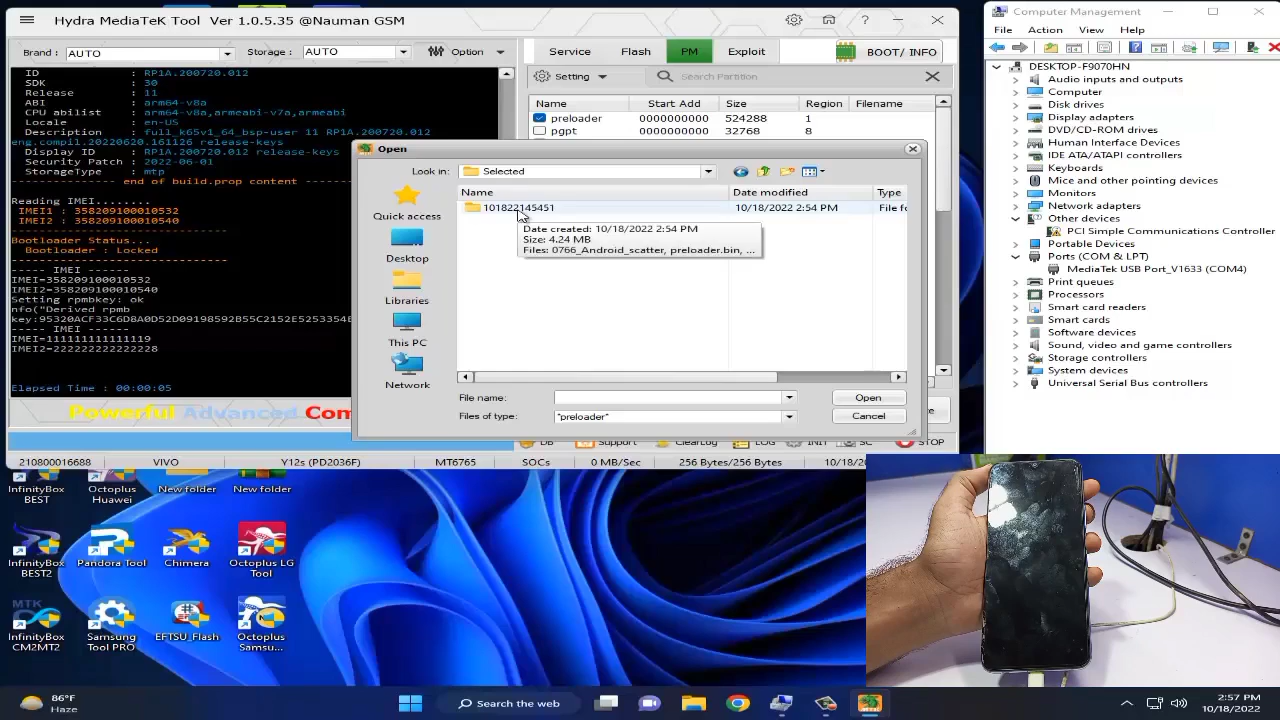 Hydra MediaTeK Tool Ver 1.0.5.35 @Nauman GSM
Brand : AUTO Storage : AUTO Option
Service Flash PM Exploit BOOT/ INFO
Setting Search Partition
Name Start Add Size Region Filename
preloader 0000000000 524288 1
pgpt 0000000000 32768 8
ID : RP1A.200720.012
SDK : 30
Release : 11
ABI : arm64-v8a
CPU abilist : arm64-v8a,armeabi-v7a,armeabi
Locale : en-US
Description : full_k65v1_64_bsp-user 11 RP1A.200720.012
eng.compil.20220620.161126 release-keys
Display ID : RP1A.200720.012 release-keys
Security Patch : 2022-06-01
StorageType : mtp
end of build.prop content
Reading IMEI........
IMEI1 : 358209100010532
IMEI2 : 358209100010540
Bootloader Status...
Bootloader : Locked
----- IMEI ------
IMEI=358209100010532
IMEI2=358209100010540
Setting rpmbkey: ok
nfo("Derived rpmb
key:95320ACF33C6D8A0D52D09198592B55C2152E5253354E
----- IMEI ------
IMEI=111111111111119
IMEI2=222222222222228
Elapsed Time : 00:00:05
Powerful Advanced Com
Open
Look in: Selected
Name Date modified Type
101822145451 10/18/2022 2:54 PM File fo
Date created: 10/18/2022 2:54 PM
Size: 4.24 MB
Files: 0766_Android_scatter, preloader.bin, ...
Quick access
Desktop
Libraries
This PC
Network
File name: Open
Files of type: "preloader" Cancel
DB Support ClearLog LOG INIT SC STOP
210800016688 VIVO Y12s (PD2036F) MT6765 SOCs 0 MB/Sec 256 Bytes/256 Bytes 10/18/20
Computer Management
File Action View Help
DESKTOP-F9070HN
Audio inputs and outputs
Computer
Disk drives
Display adapters
DVD/CD-ROM drives
Human Interface Devices
IDE ATA/ATAPI controllers
Keyboards
Mice and other pointing devices
Monitors
Network adapters
Other devices
PCI Simple Communications Controller
Portable Devices
Ports (COM & LPT)
MediaTek USB Port_V1633 (COM4)
Print queues
Processors
Smart card readers
Smart cards
Software devices
Sound, video and game controllers
Storage controllers
System devices
Universal Serial Bus controllers
InfinityBox BEST
Octoplus Huawei
New folder
New folder
InfinityBox BEST2
Pandora Tool
Chimera
Octoplus LG Tool
MTK
InfinityBox CM2MT2
Samsung Tool PRO
EFTSU_Flash
Octoplus Samsu...
86°F
Haze
Search the web
2:57 PM
10/18/2022